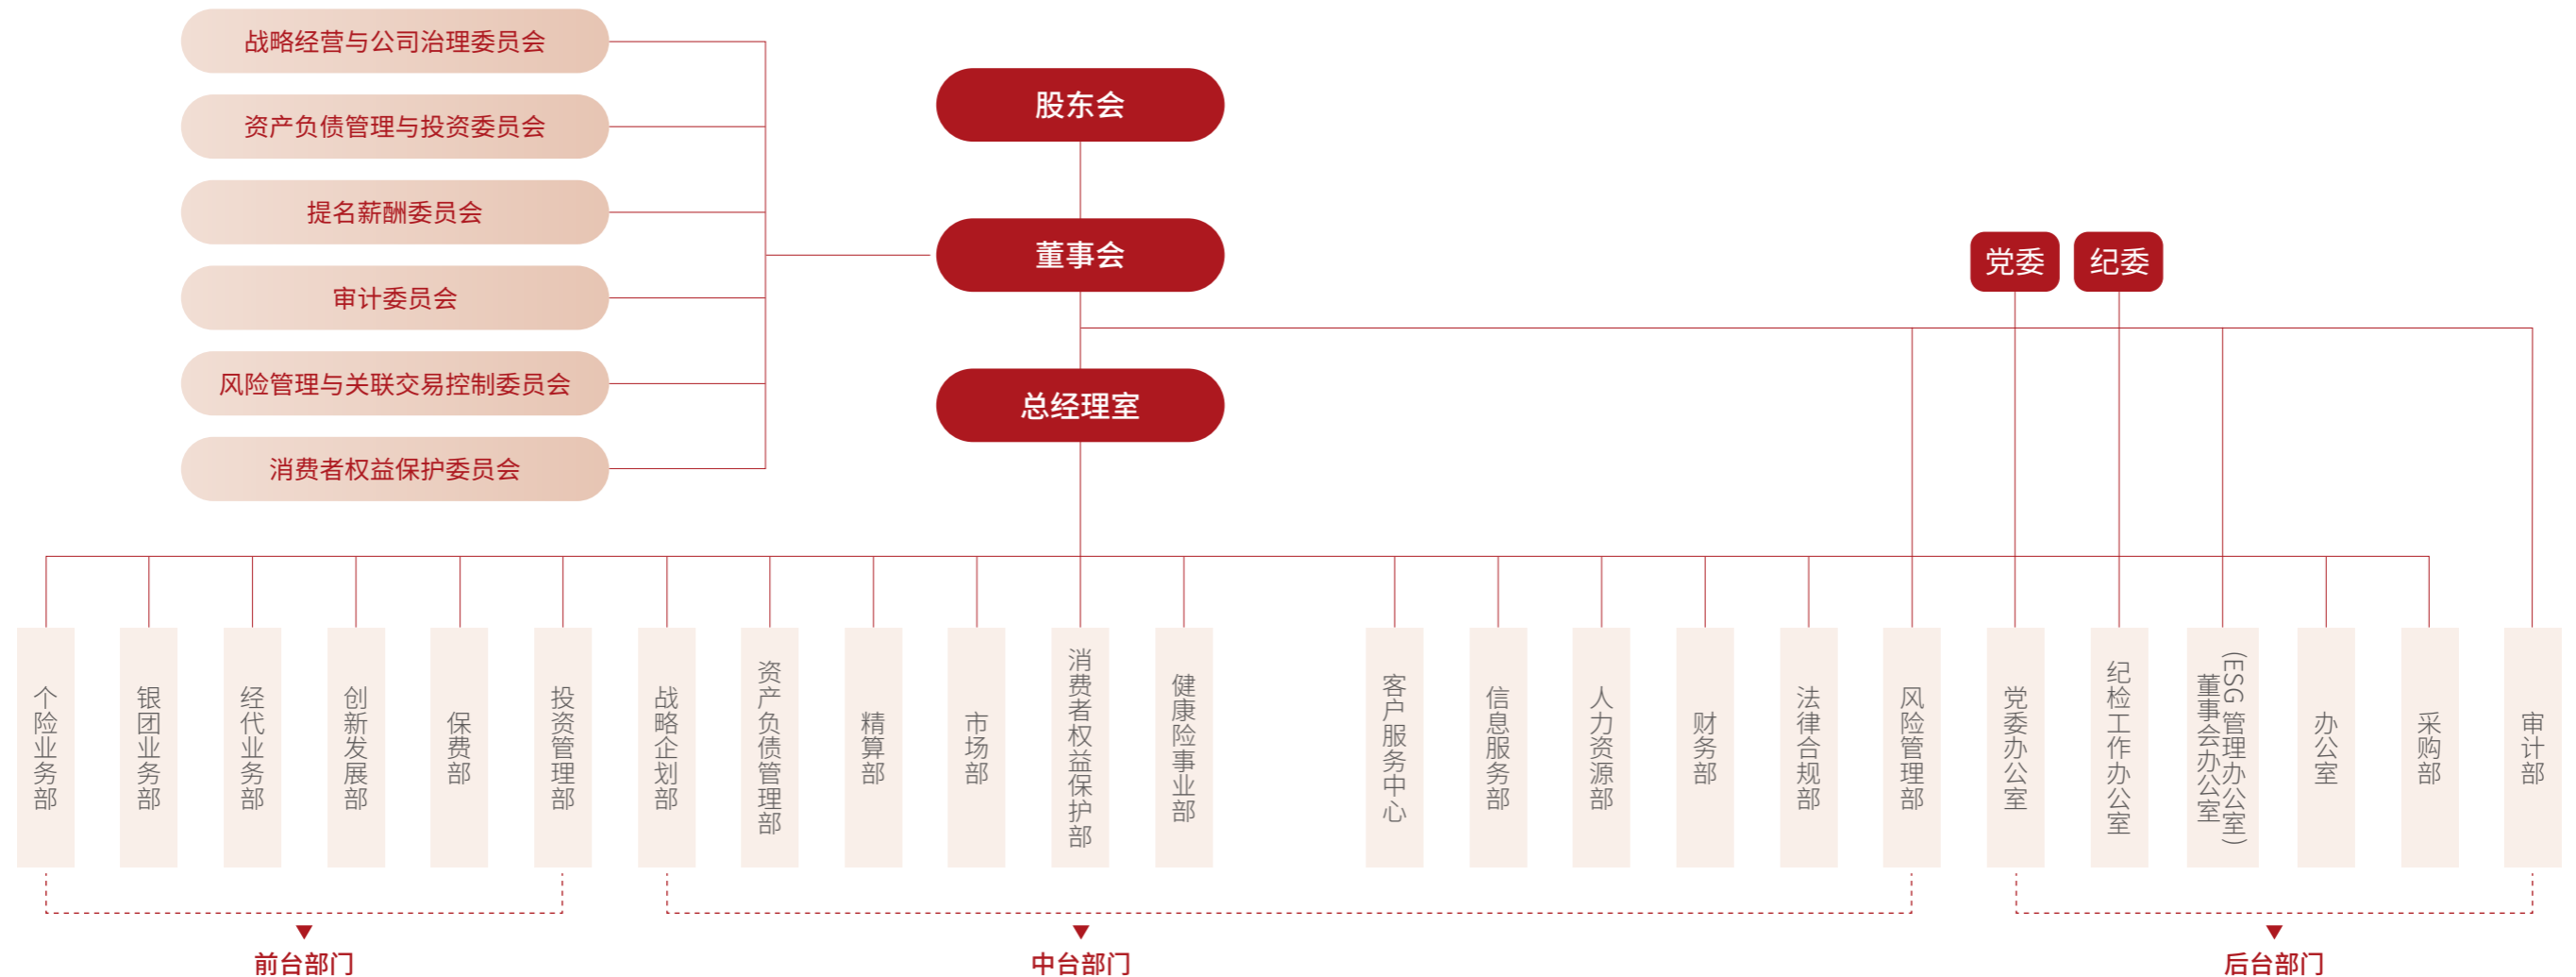 战略经营与公司治理委员会
资产负债管理与投资委员会
提名薪酬委员会
审计委员会
风险管理与关联交易控制委员会
消费者权益保护委员会
股东会
董事会
总经理室
党委
纪委
个险业务部
银团业务部
经代业务部
创新发展部
保费部
投资管理部
战略企划部
资产负债管理部
精算部
市场部
消费者权益保护部
健康险事业部
客户服务中心
信息服务部
人力资源部
财务部
法律合规部
风险管理部
党委办公室
纪检工作办公室
董事会办公室
(ESG 管理办公室)
办公室
采购部
审计部
前台部门
中台部门
后台部门